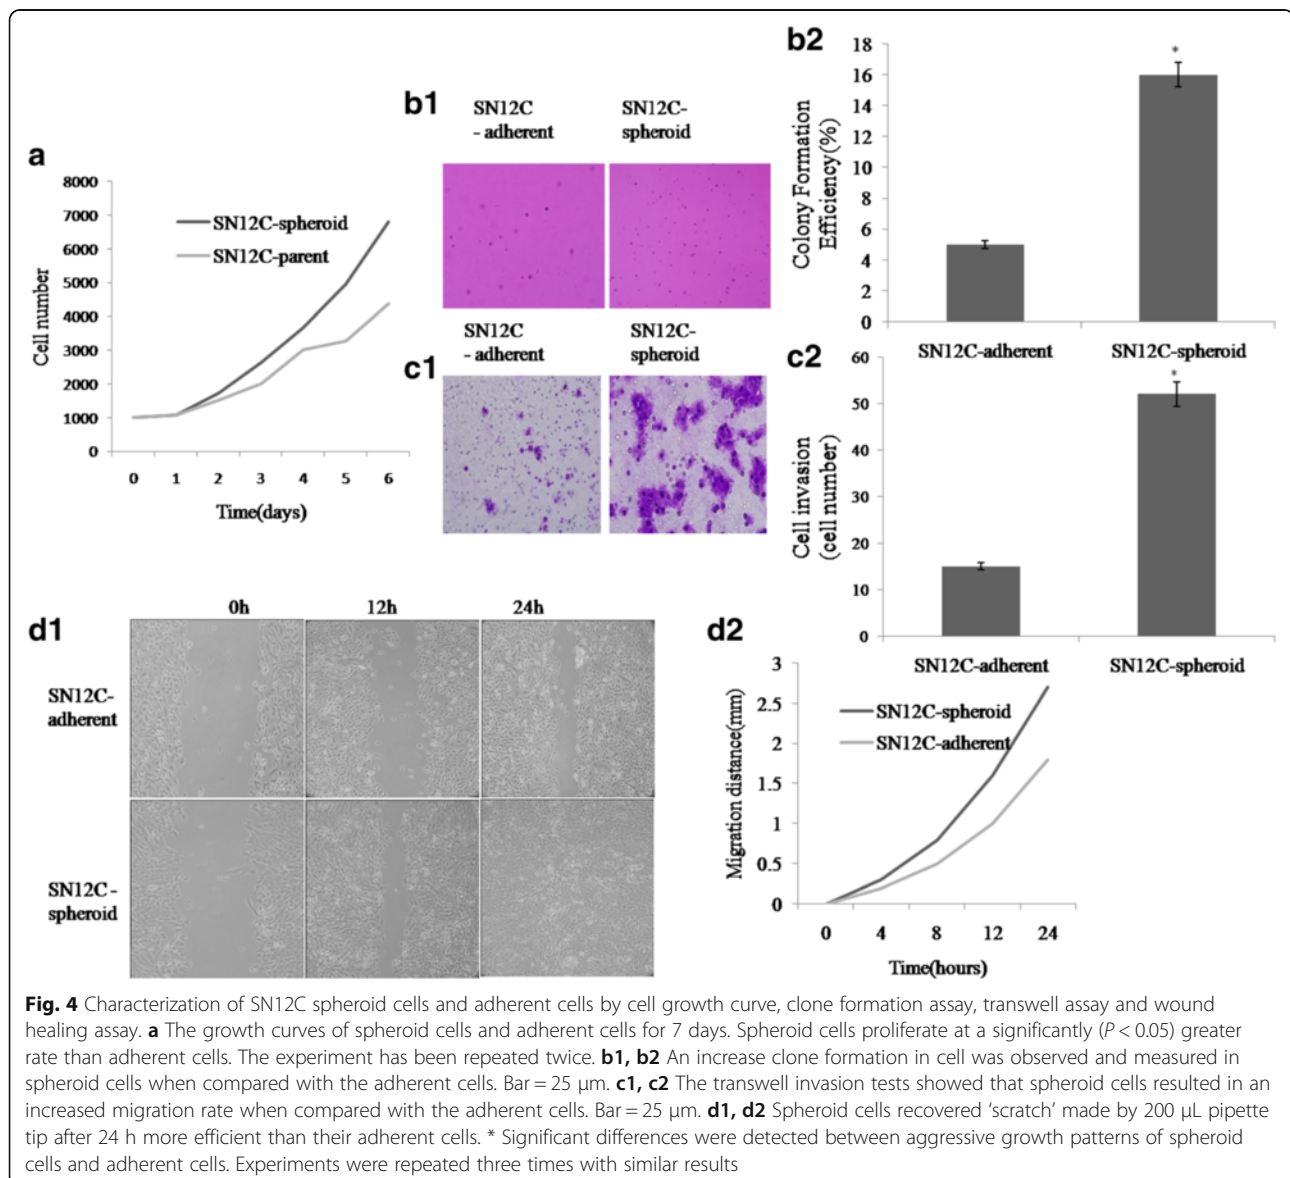 a
8000
7000
6000
5000
4000
3000
2000
1000
0
Cell number
SN12C-spheroid
SN12C-parent
0 1 2 3 4 5 6
Time(days)
b1
SN12C
- adherent
SN12C-
spheroid
b2
18
16
14
12
10
8
6
4
2
0
Colony Formation
Efficiency(%)
*
SN12C-adherent SN12C-spheroid
c1
SN12C
- adherent
SN12C-
spheroid
c2
60
50
40
30
20
10
0
Cell invasion
(cell number)
*
SN12C-adherent SN12C-spheroid
d1
0h 12h 24h
SN12C-
adherent
SN12C-
spheroid
d2
3
2.5
2
1.5
1
0.5
0
Migration distance(mm)
SN12C-spheroid
SN12C-adherent
0 4 8 12 24
Time(hours)
Fig. 4 Characterization of SN12C spheroid cells and adherent cells by cell growth curve, clone formation assay, transwell assay and wound
healing assay. a The growth curves of spheroid cells and adherent cells for 7 days. Spheroid cells proliferate at a significantly (P < 0.05) greater
rate than adherent cells. The experiment has been repeated twice. b1, b2 An increase clone formation in cell was observed and measured in
spheroid cells when compared with the adherent cells. Bar = 25 μm. c1, c2 The transwell invasion tests showed that spheroid cells resulted in an
increased migration rate when compared with the adherent cells. Bar = 25 μm. d1, d2 Spheroid cells recovered ‘scratch’ made by 200 μL pipette
tip after 24 h more efficient than their adherent cells. * Significant differences were detected between aggressive growth patterns of spheroid
cells and adherent cells. Experiments were repeated three times with similar results